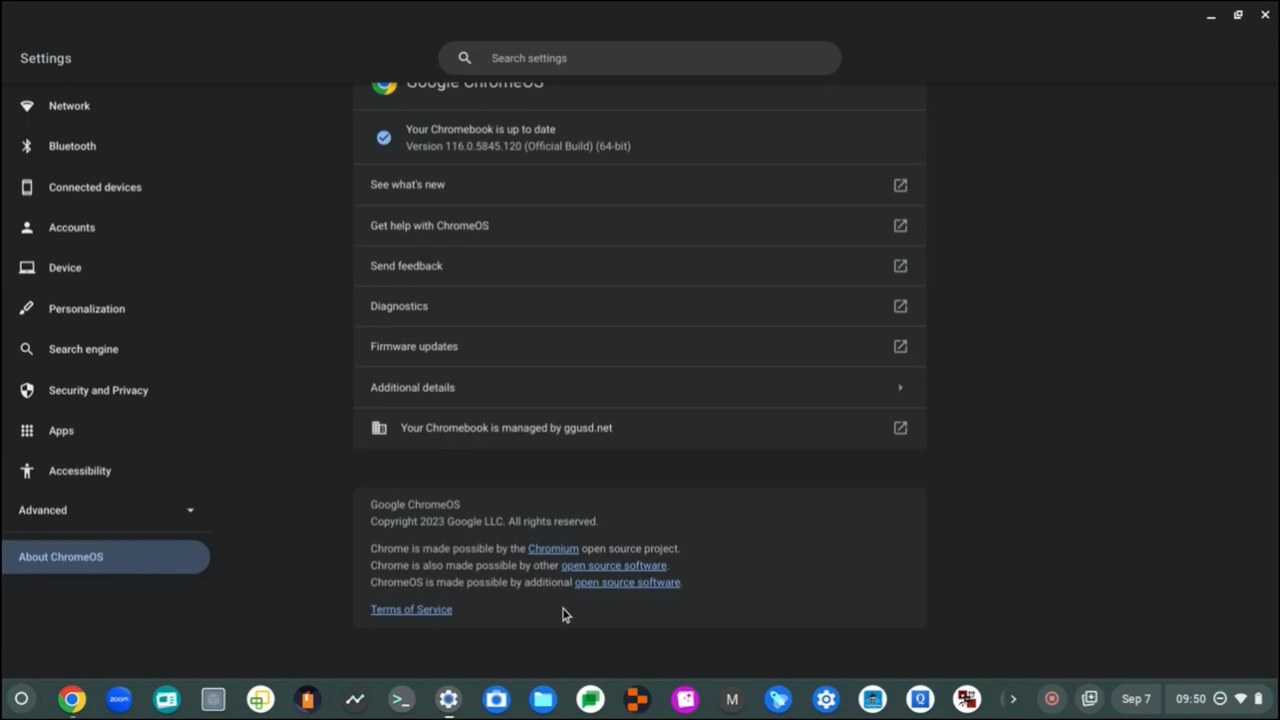 Settings
Search settings
Network
Bluetooth
Connected devices
Accounts
Device
Personalization
Search engine
Security and Privacy
Apps
Accessibility
Advanced
About ChromeOS
Google ChromeOS
Your Chromebook is up to date
Version 116.0.5845.120 (Official Build) (64-bit)
See what's new
Get help with ChromeOS
Send feedback
Diagnostics
Firmware updates
Additional details
Your Chromebook is managed by ggusd.net
Google ChromeOS
Copyright 2023 Google LLC. All rights reserved.
Chrome is made possible by the Chromium open source project.
Chrome is also made possible by other open source software.
ChromeOS is made possible by additional open source software.
Terms of Service
zoom
M
Q
Sep 7
09:50